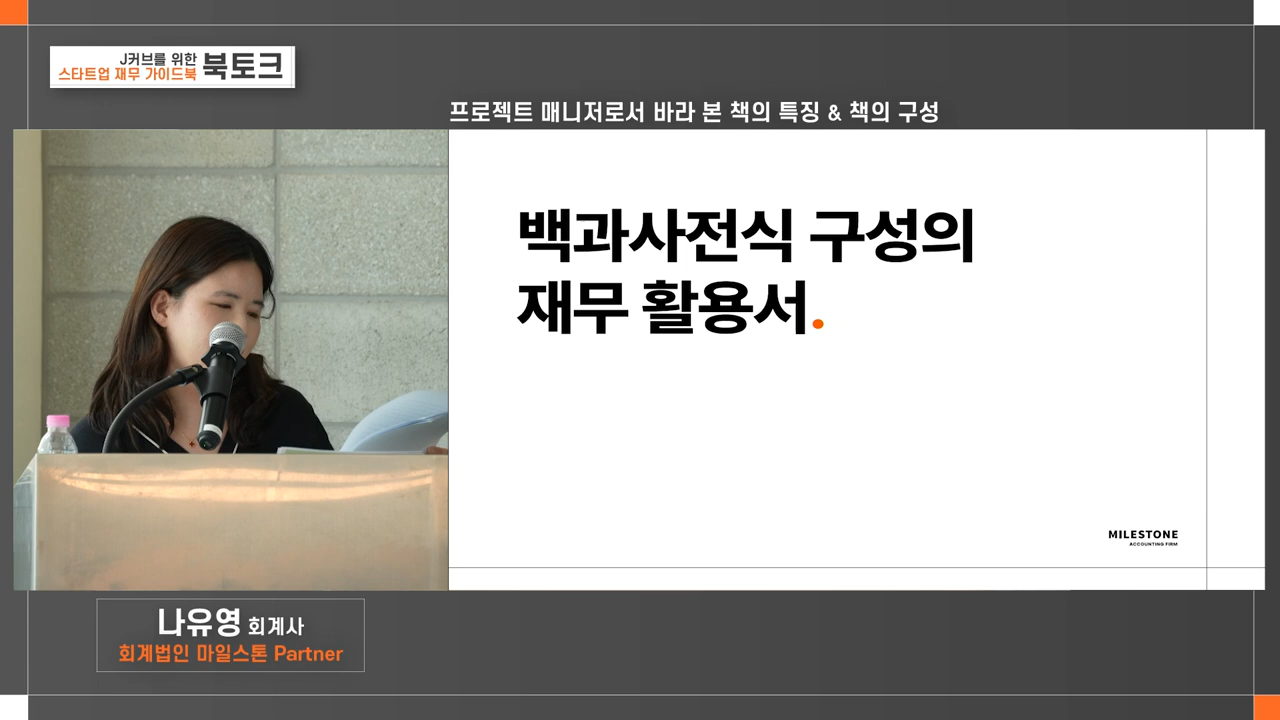 J커브를 위한
스타트업 재무 가이드북
북토크
프로젝트 매니저로서 바라 본 책의 특징 & 책의 구성
백과사전식 구성의
재무 활용서.
MILESTONE
ACCOUNTING FIRM
나유영 회계사
회계법인 마일스톤 Partner